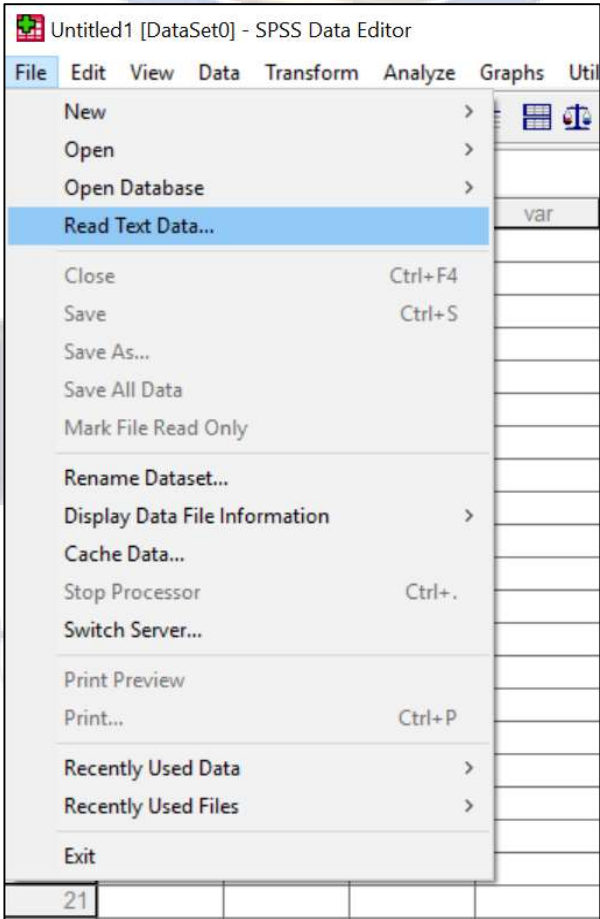 Untitled1 [DataSet0] - SPSS Data Editor
File Edit View Data Transform Analyze Graphs Util
New
Open
Open Database
Read Text Data...
var
Close Ctrl+F4
Save Ctrl+S
Save As...
Save All Data
Mark File Read Only
Rename Dataset...
Display Data File Information
Cache Data...
Stop Processor Ctrl+.
Switch Server...
Print Preview
Print... Ctrl+P
Recently Used Data
Recently Used Files
Exit
21